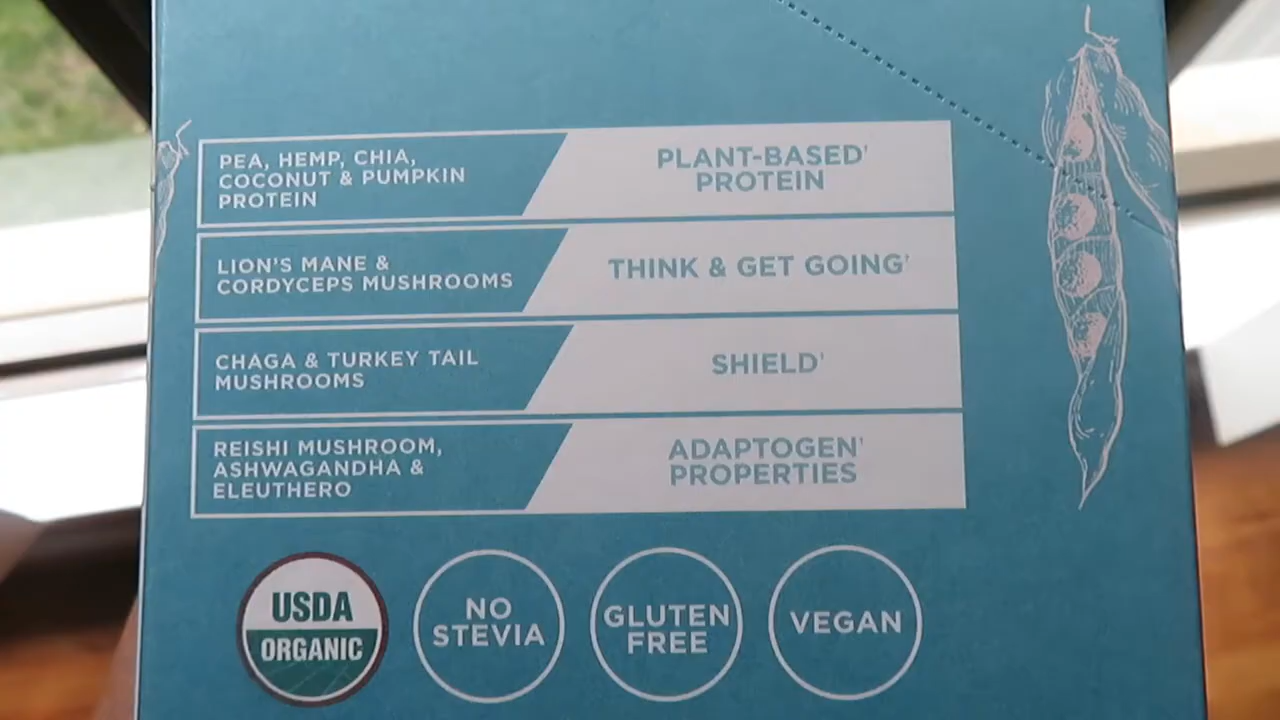 PEA, HEMP, CHIA,
COCONUT & PUMPKIN
PROTEIN
PLANT-BASED†
PROTEIN
LION'S MANE &
CORDYCEPS MUSHROOMS
THINK & GET GOING†
CHAGA & TURKEY TAIL
MUSHROOMS
SHIELD†
REISHI MUSHROOM,
ASHWAGANDHA &
ELEUTHERO
ADAPTOGEN†
PROPERTIES
USDA
ORGANIC
NO
STEVIA
GLUTEN
FREE
VEGAN